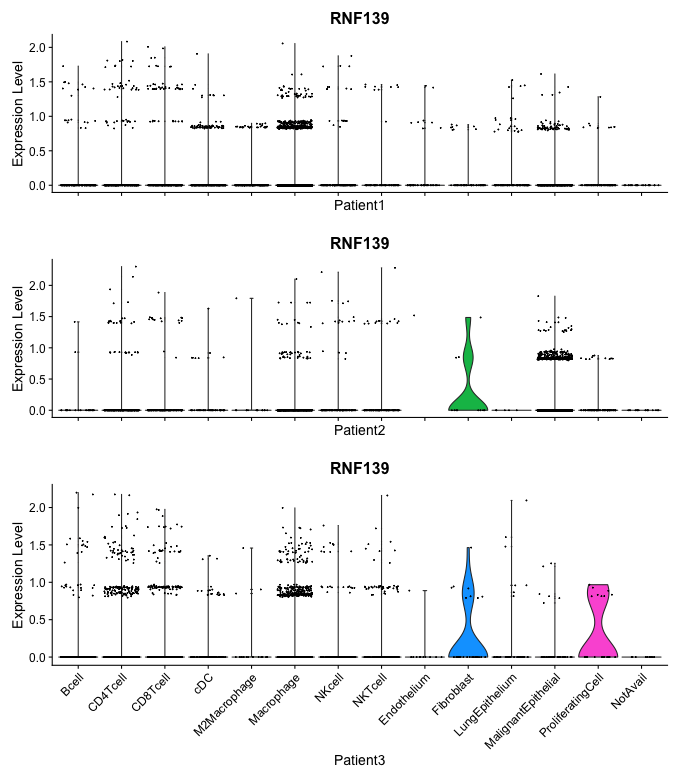 RNF139
Expression Level
2.0
1.5
1.0
0.5
0.0
Patient1
RNF139
Expression Level
2.0
1.5
1.0
0.5
0.0
Patient2
RNF139
Expression Level
2.0
1.5
1.0
0.5
0.0
Bcell
CD4Tcell
CD8Tcell
cDC
M2Macrophage
Macrophage
NKcell
NKTcell
Endothelium
Fibroblast
LungEpithelium
MalignantEpithelial
ProliferatingCell
NotAvail
Patient3